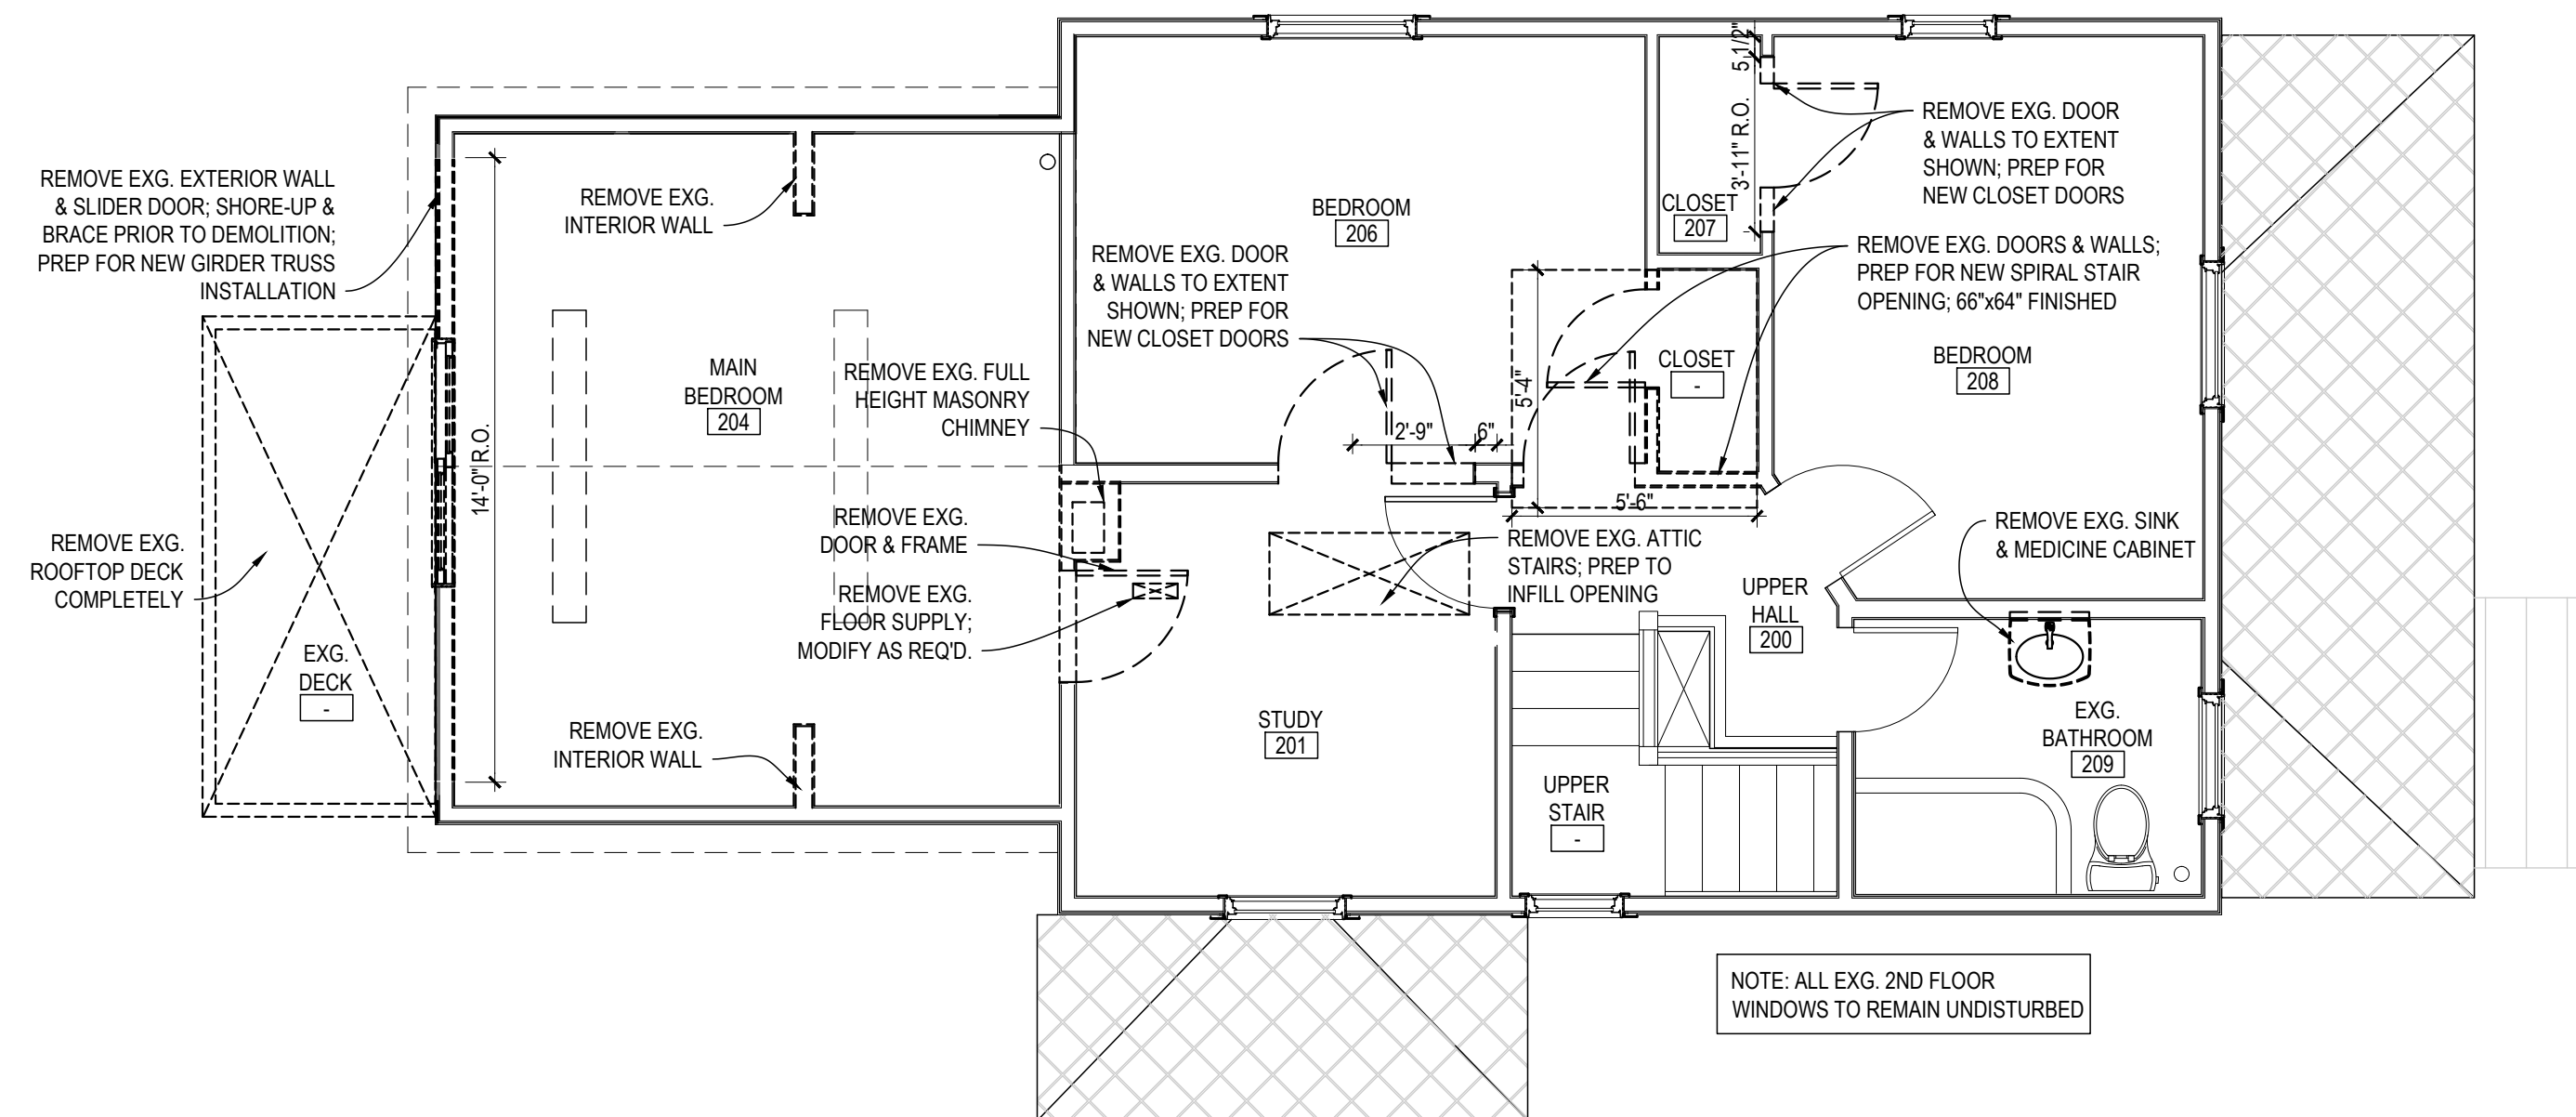 REMOVE EXG. EXTERIOR WALL
& SLIDER DOOR; SHORE-UP &
BRACE PRIOR TO DEMOLITION;
PREP FOR NEW GIRDER TRUSS
INSTALLATION
REMOVE EXG.
ROOFTOP DECK
COMPLETELY
EXG.
DECK
-
14'-0" R.O.
REMOVE EXG.
INTERIOR WALL
MAIN
BEDROOM
204
REMOVE EXG.
INTERIOR WALL
REMOVE EXG. FULL
HEIGHT MASONRY
CHIMNEY
REMOVE EXG.
DOOR & FRAME
REMOVE EXG.
FLOOR SUPPLY;
MODIFY AS REQ'D.
BEDROOM
206
REMOVE EXG. DOOR
& WALLS TO EXTENT
SHOWN; PREP FOR
NEW CLOSET DOORS
2'-9"
6"
5'-4"
5'-6"
STUDY
201
REMOVE EXG. ATTIC
STAIRS; PREP TO
INFILL OPENING
CLOSET
207
5 1/2"
3'-11" R.O.
CLOSET
-
REMOVE EXG. DOOR
& WALLS TO EXTENT
SHOWN; PREP FOR
NEW CLOSET DOORS
REMOVE EXG. DOORS & WALLS;
PREP FOR NEW SPIRAL STAIR
OPENING; 66"x64" FINISHED
BEDROOM
208
REMOVE EXG. SINK
& MEDICINE CABINET
UPPER
HALL
200
UPPER
STAIR
-
EXG.
BATHROOM
209
NOTE: ALL EXG. 2ND FLOOR
WINDOWS TO REMAIN UNDISTURBED